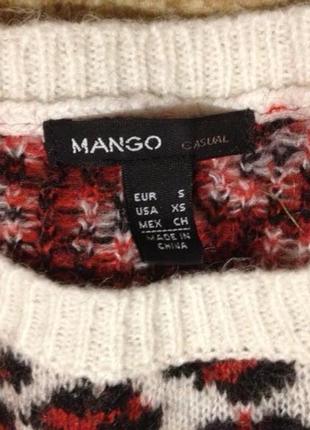 MANGO CASUAL
EUR S
USA XS
MEX CH
MADE IN
CHINA